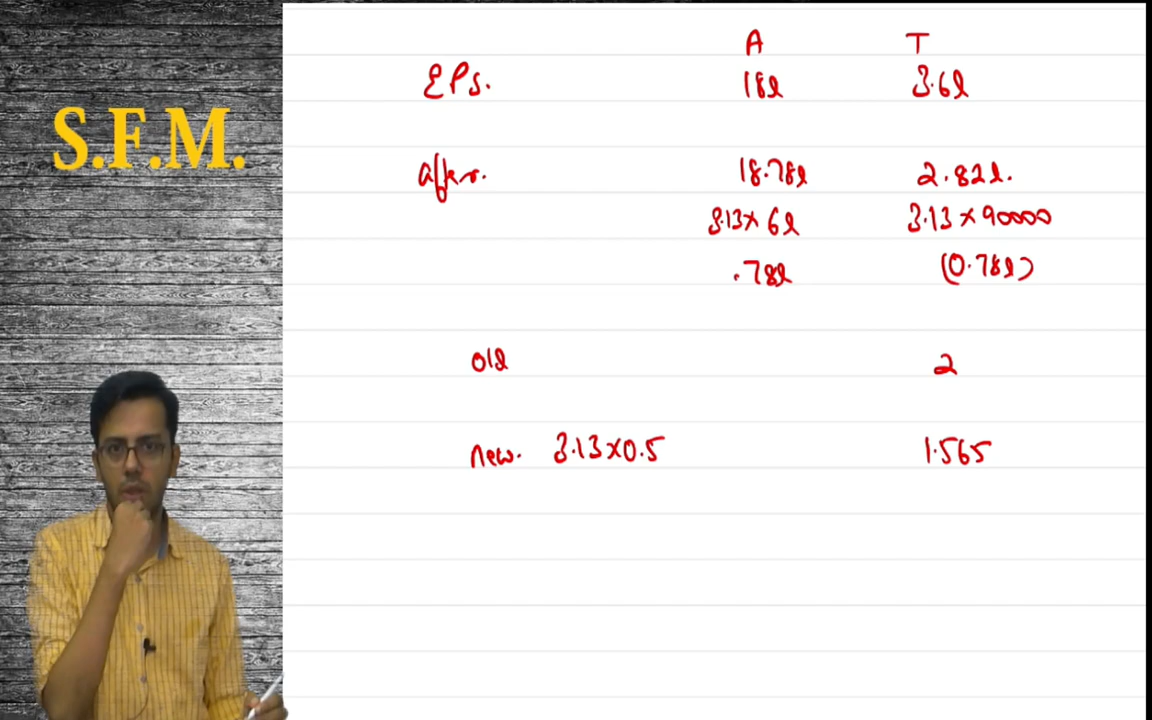 S.F.M.
A T
EPS. 18l 3.6l
after. 18.78l 2.82l.
3.13×6l 3.13×90000
.78l (0.78l)
old 2
new. 3.13×0.5 1.565